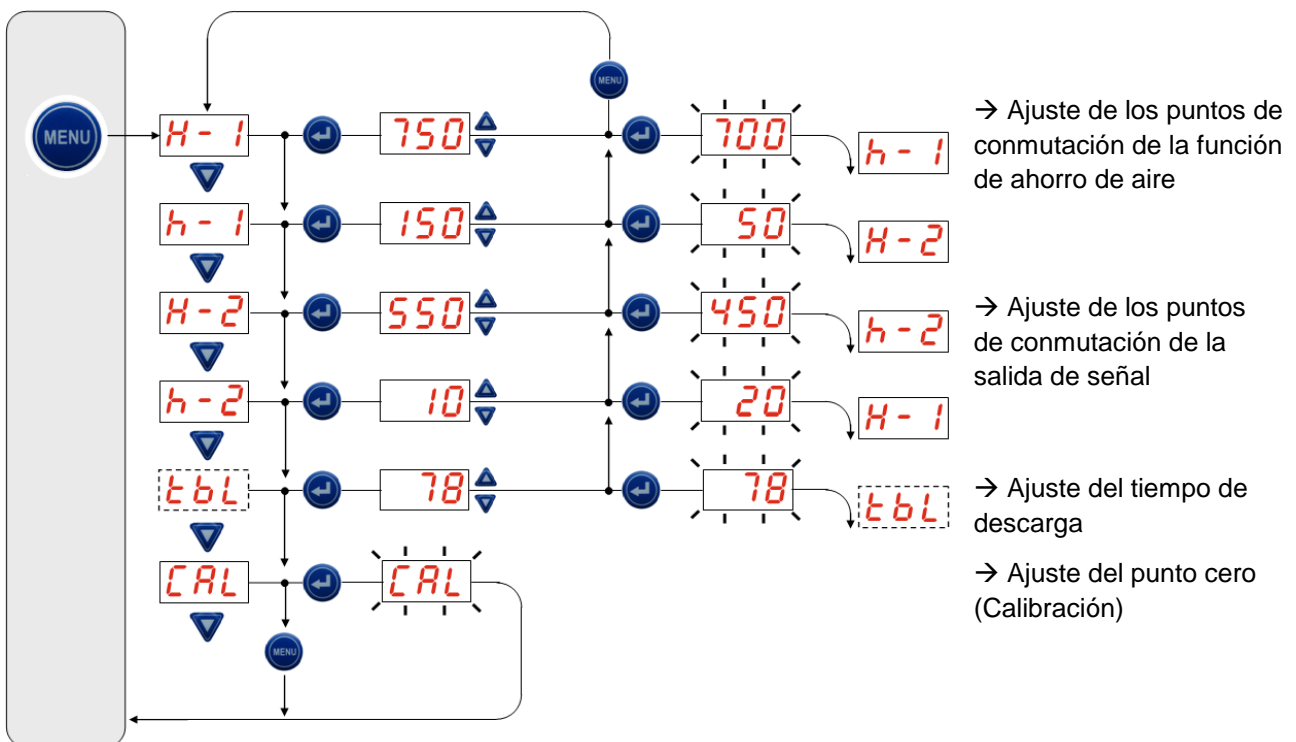 MENU
MENU
H-1
750
700
h-1
→ Ajuste de los puntos de
conmutación de la función
de ahorro de aire
h-1
150
50
H-2
H-2
550
450
h-2
→ Ajuste de los puntos
de conmutación de la
salida de señal
h-2
10
20
H-1
tbL
78
78
tbL
→ Ajuste del tiempo de
descarga
CAL
CAL
→ Ajuste del punto cero
(Calibración)
MENU